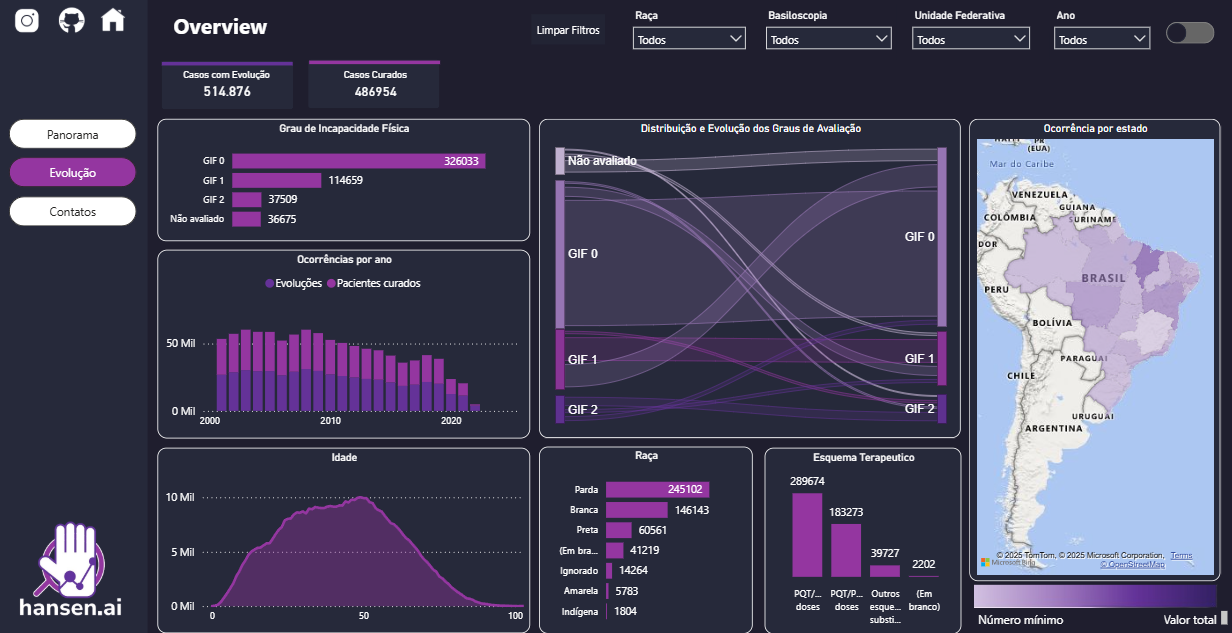 Overview
Limpar Filtros
Raça
Todos
Basiloscopia
Todos
Unidade Federativa
Todos
Ano
Todos
Casos com Evolução
514.876
Casos Curados
486954
Panorama
Evolução
Contatos
hansen.ai
Grau de Incapacidade Física
GIF 0 326033
GIF 1 114659
GIF 2 37509
Não avaliado 36675
Ocorrências por ano
Evoluções Pacientes curados
50 Mil
0 Mil
2000 2010 2020
Idade
10 Mil
5 Mil
0 Mil
0 50 100
Distribuição e Evolução dos Graus de Avaliação
Não avaliado
GIF 0
GIF 1
GIF 2
GIF 0
GIF 1
GIF 2
Raça
Parda 245102
Branca 146143
Preta 60561
(Em bra... 41219
Ignorado 14264
Amarela 5783
Indígena 1804
Esquema Terapeutico
289674
183273
39727
2202
PQT/...
doses
PQT/P...
doses
Outros
esque...
substi...
(Em
branco)
Ocorrência por estado
(EUA)
Mar do Caribe
VENEZUELA
GUIANA
SURINAME
COLÔMBIA
DOR
BRASIL
PERU
BOLÍVIA
PARAGUAI
CHILE
URUGUAI
ARGENTINA
© 2025 TomTom, © 2025 Microsoft Corporation, Terms
Microsoft Bing
© OpenStreetMap
Número mínimo
Valor total